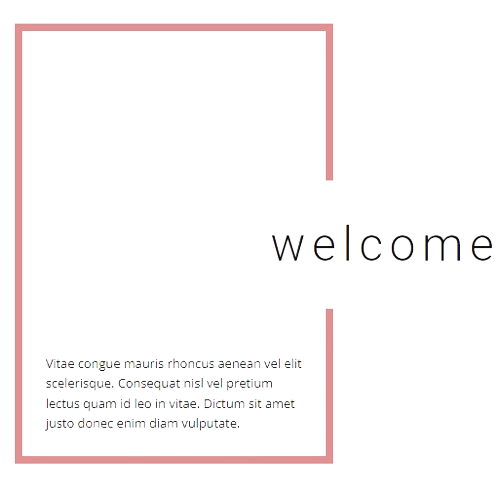 welcome
Vitae congue mauris rhoncus aenean vel elit
scelerisque. Consequat nisl vel pretium
lectus quam id leo in vitae. Dictum sit amet
justo donec enim diam vulputate.